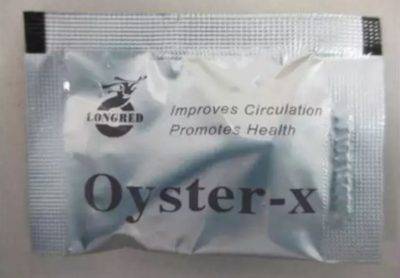 LONGRED
Improves Circulation
Promotes Health
Oyster-x